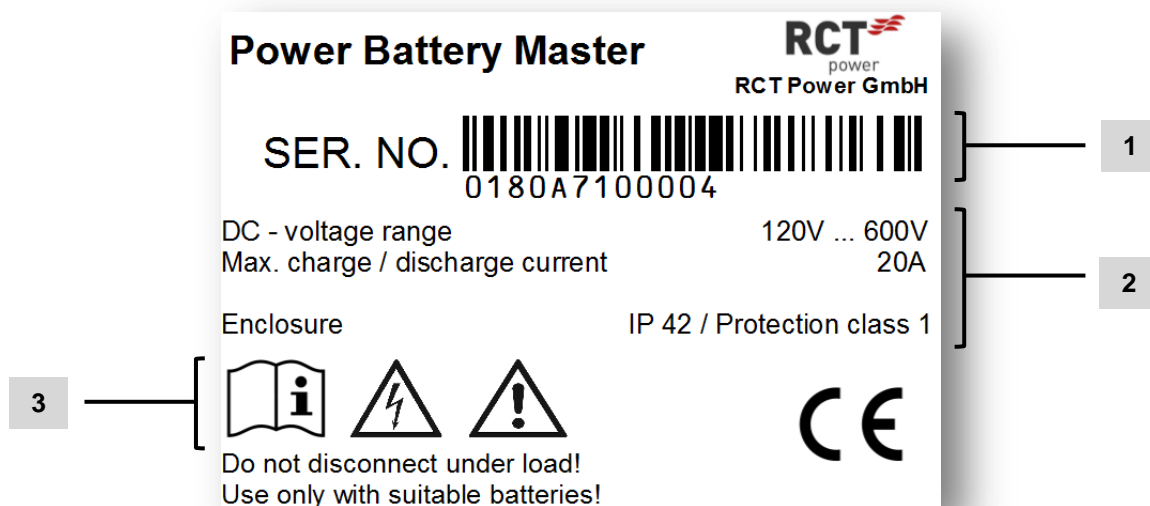 Power Battery Master
RCT
power
RCT Power GmbH
SER. NO.
0180A7100004
1
DC - voltage range 120V ... 600V
Max. charge / discharge current 20A
2
Enclosure IP 42 / Protection class 1
3
i
CE
Do not disconnect under load!
Use only with suitable batteries!